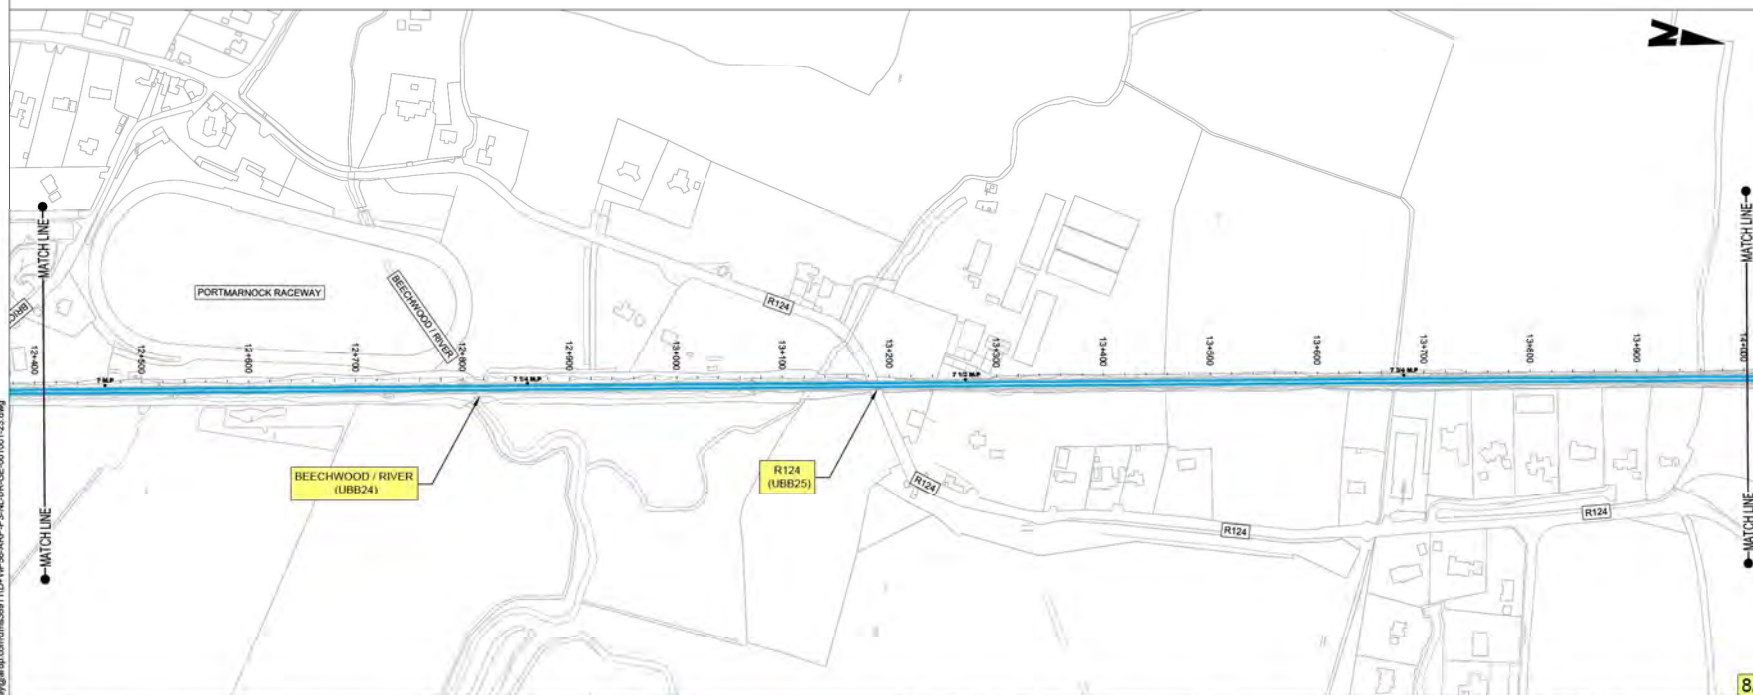 N
MATCH LINE
MATCH LINE
PORTMARNOCK RACEWAY
BEECHWOOD / RIVER
R124
12+400
12+500
12+600
12+700
12+800
12+900
13+000
13+100
13+200
13+300
13+400
13+500
13+600
13+700
13+800
13+900
14+000
7 M.P
7 1/4 M.P
7 1/2 M.P
7 3/4 M.P
BEECHWOOD / RIVER
(UBB24)
R124
(UBB25)
R124
R124
R124
MATCH LINE
MATCH LINE
8